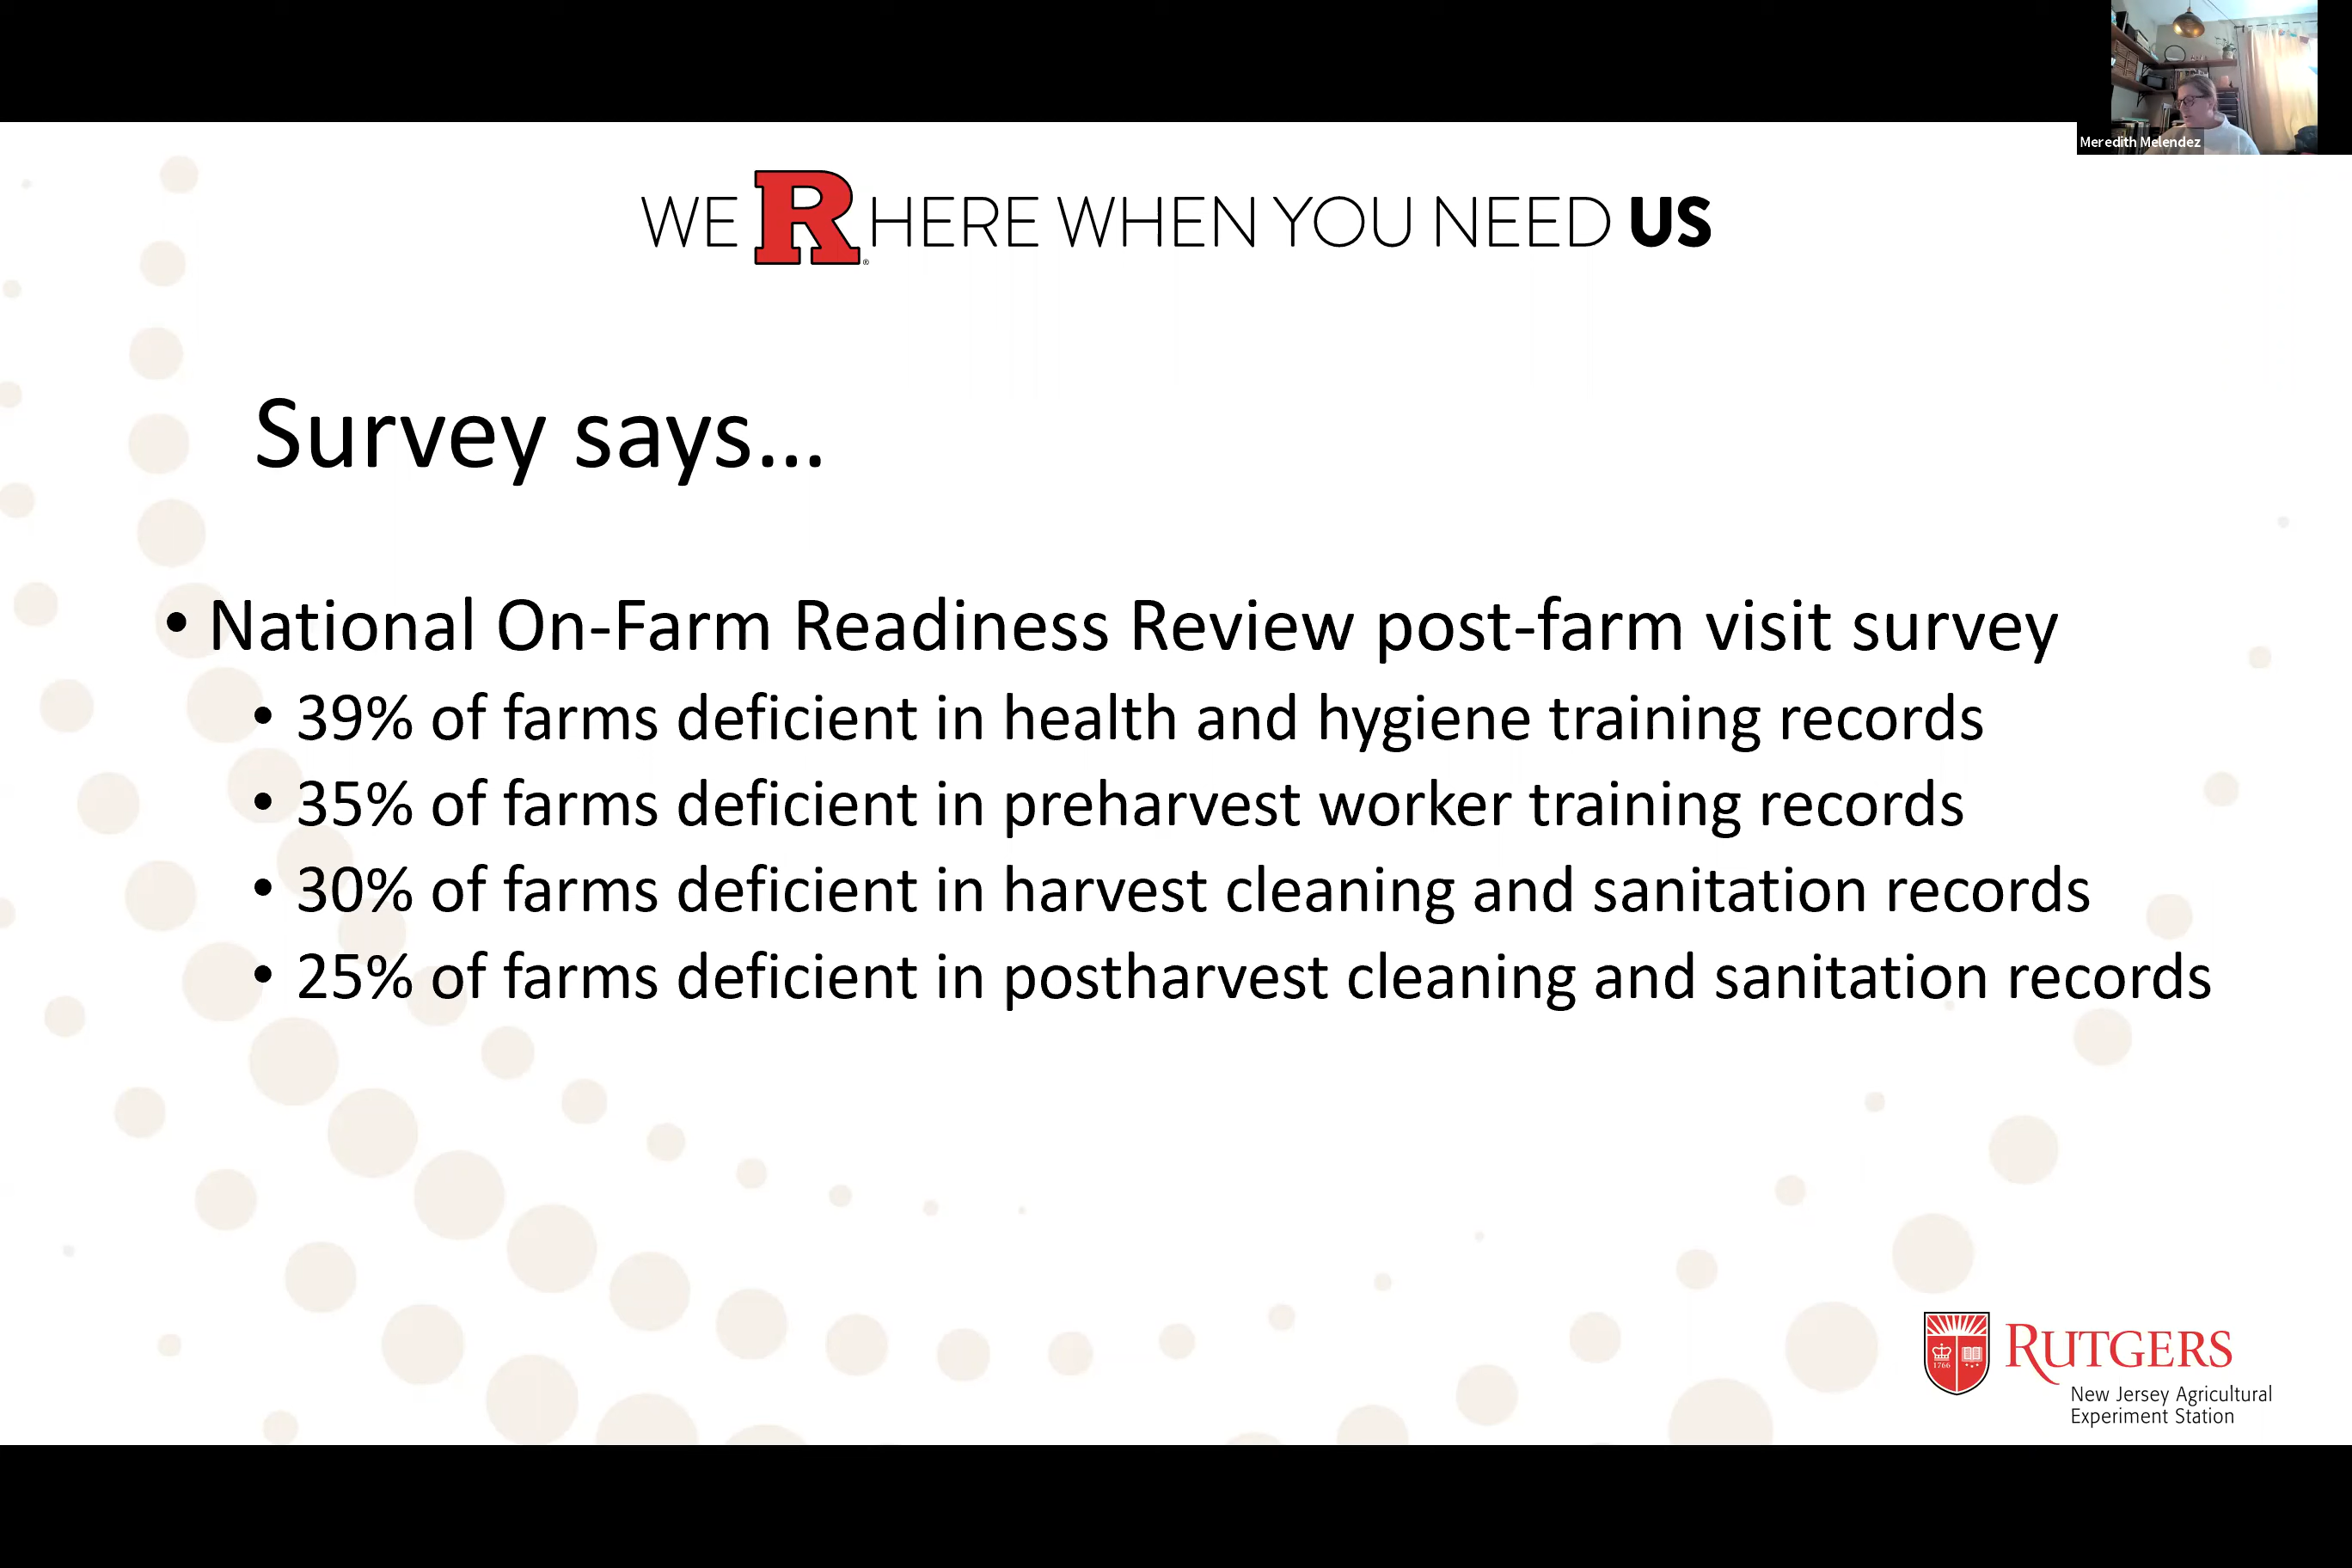 Meredith Melendez
WE R HERE WHEN YOU NEED US
Survey says...
• National On-Farm Readiness Review post-farm visit survey
• 39% of farms deficient in health and hygiene training records
• 35% of farms deficient in preharvest worker training records
• 30% of farms deficient in harvest cleaning and sanitation records
• 25% of farms deficient in postharvest cleaning and sanitation records
1766
RUTGERS
New Jersey Agricultural
Experiment Station